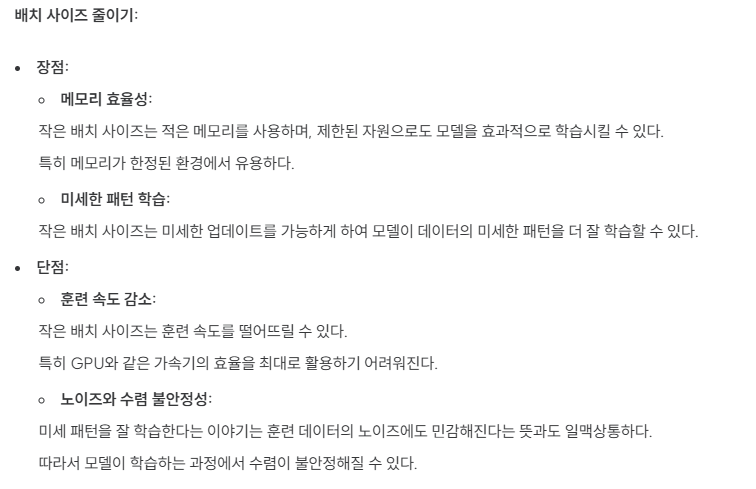 배치 사이즈 줄이기:
• 장점:
○ 메모리 효율성:
작은 배치 사이즈는 적은 메모리를 사용하며, 제한된 자원으로도 모델을 효과적으로 학습시킬 수 있다.
특히 메모리가 한정된 환경에서 유용하다.
○ 미세한 패턴 학습:
작은 배치 사이즈는 미세한 업데이트를 가능하게 하여 모델이 데이터의 미세한 패턴을 더 잘 학습할 수 있다.
• 단점:
○ 훈련 속도 감소:
작은 배치 사이즈는 훈련 속도를 떨어뜨릴 수 있다.
특히 GPU와 같은 가속기의 효율을 최대로 활용하기 어려워진다.
○ 노이즈와 수렴 불안정성:
미세 패턴을 잘 학습한다는 이야기는 훈련 데이터의 노이즈에도 민감해진다는 뜻과도 일맥상통하다.
따라서 모델이 학습하는 과정에서 수렴이 불안정해질 수 있다.